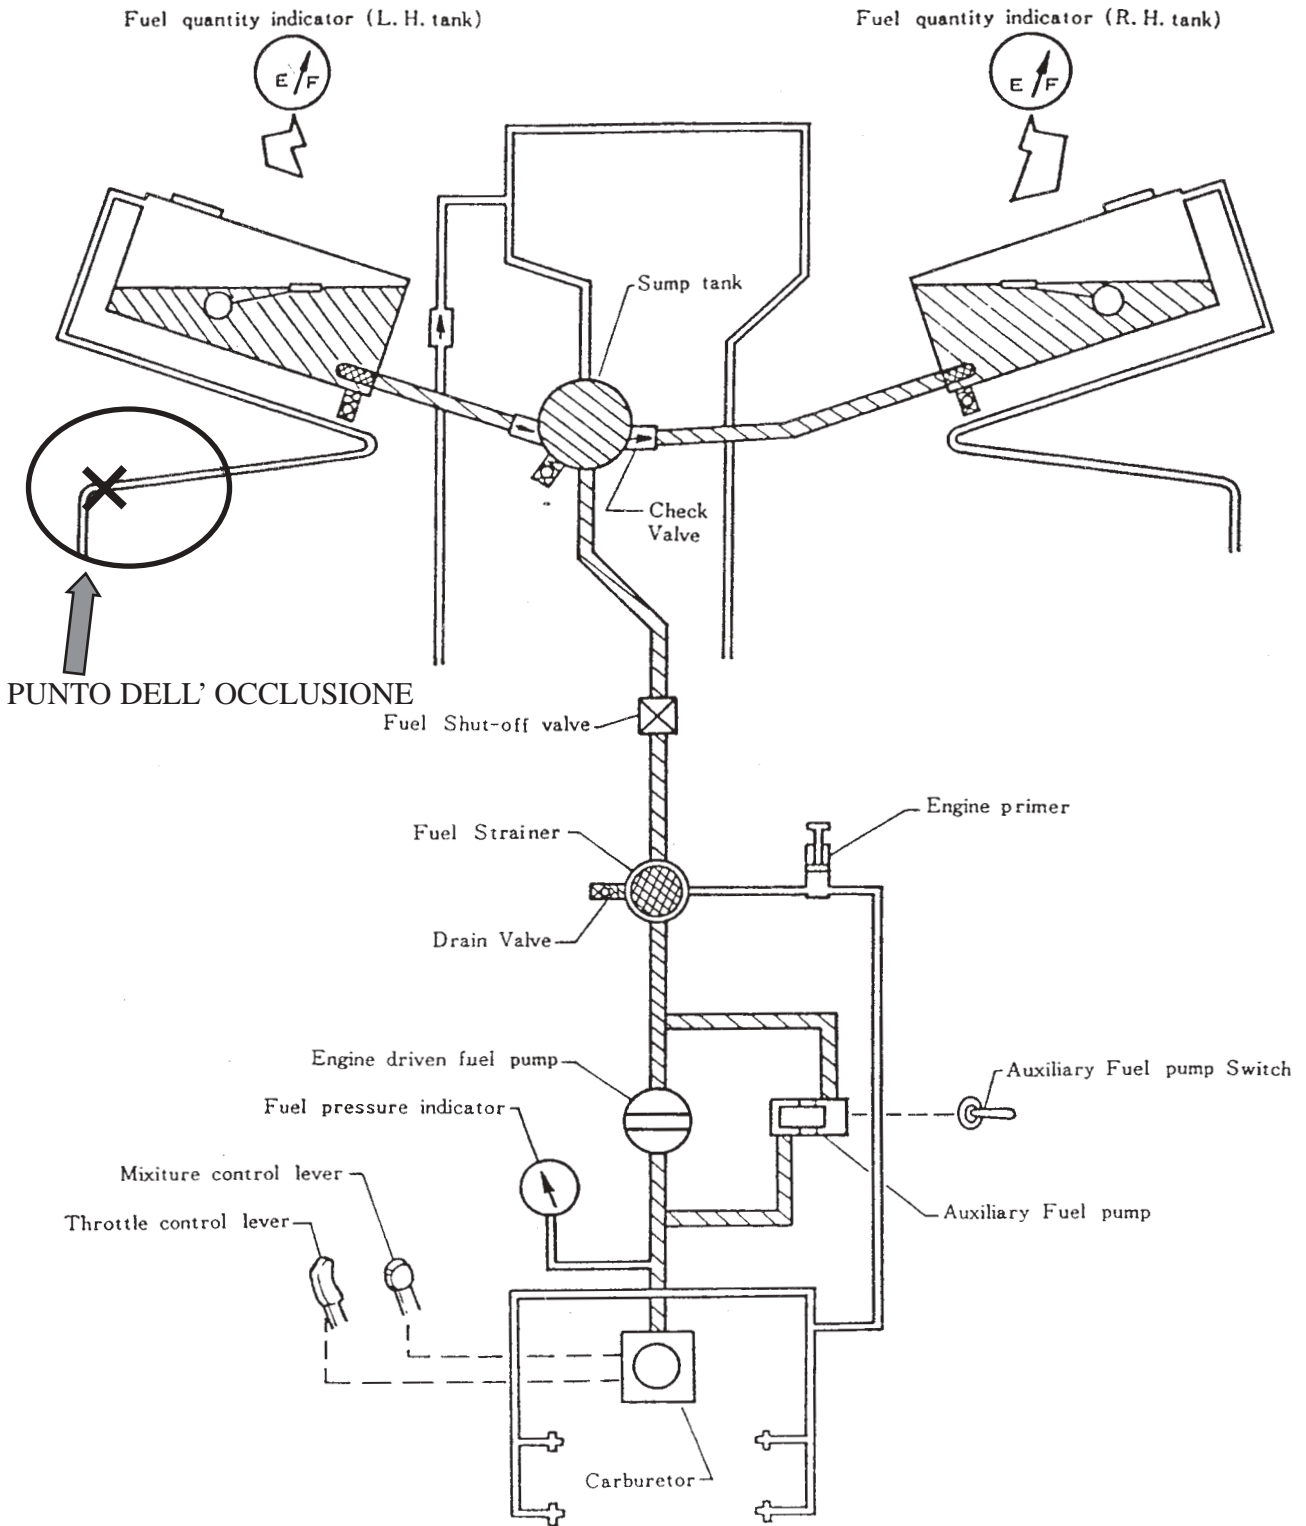 Fuel quantity indicator (L. H. tank)
Fuel quantity indicator (R. H. tank)
E F
E F
Sump tank
Check
Valve
PUNTO DELL' OCCLUSIONE
Fuel Shut-off valve
Engine primer
Fuel Strainer
Drain Valve
Engine driven fuel pump
Auxiliary Fuel pump Switch
Fuel pressure indicator
Mixiture control lever
Throttle control lever
Auxiliary Fuel pump
Carburetor